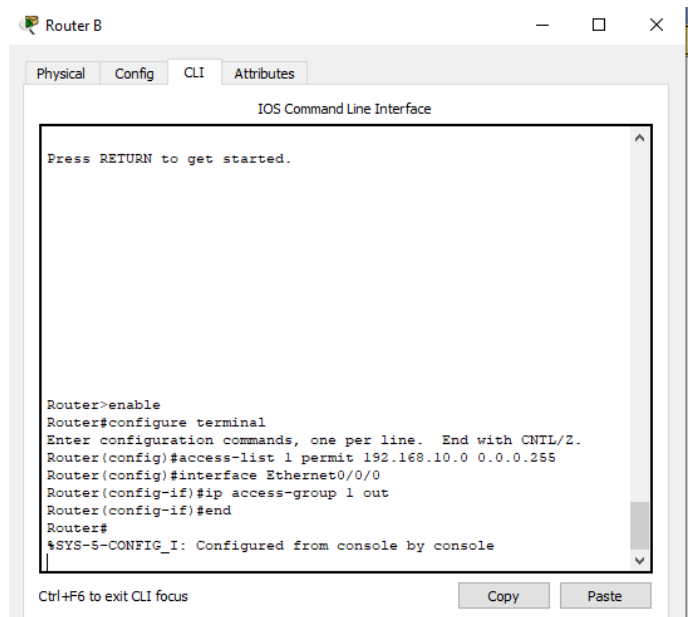 Router B
Physical Config CLI Attributes
IOS Command Line Interface
Press RETURN to get started.
Router>enable
Router#configure terminal
Enter configuration commands, one per line.  End with CNTL/Z.
Router(config)#access-list 1 permit 192.168.10.0 0.0.0.255
Router(config)#interface Ethernet0/0/0
Router(config-if)#ip access-group 1 out
Router(config-if)#end
Router#
%SYS-5-CONFIG_I: Configured from console by console
Ctrl+F6 to exit CLI focus Copy Paste